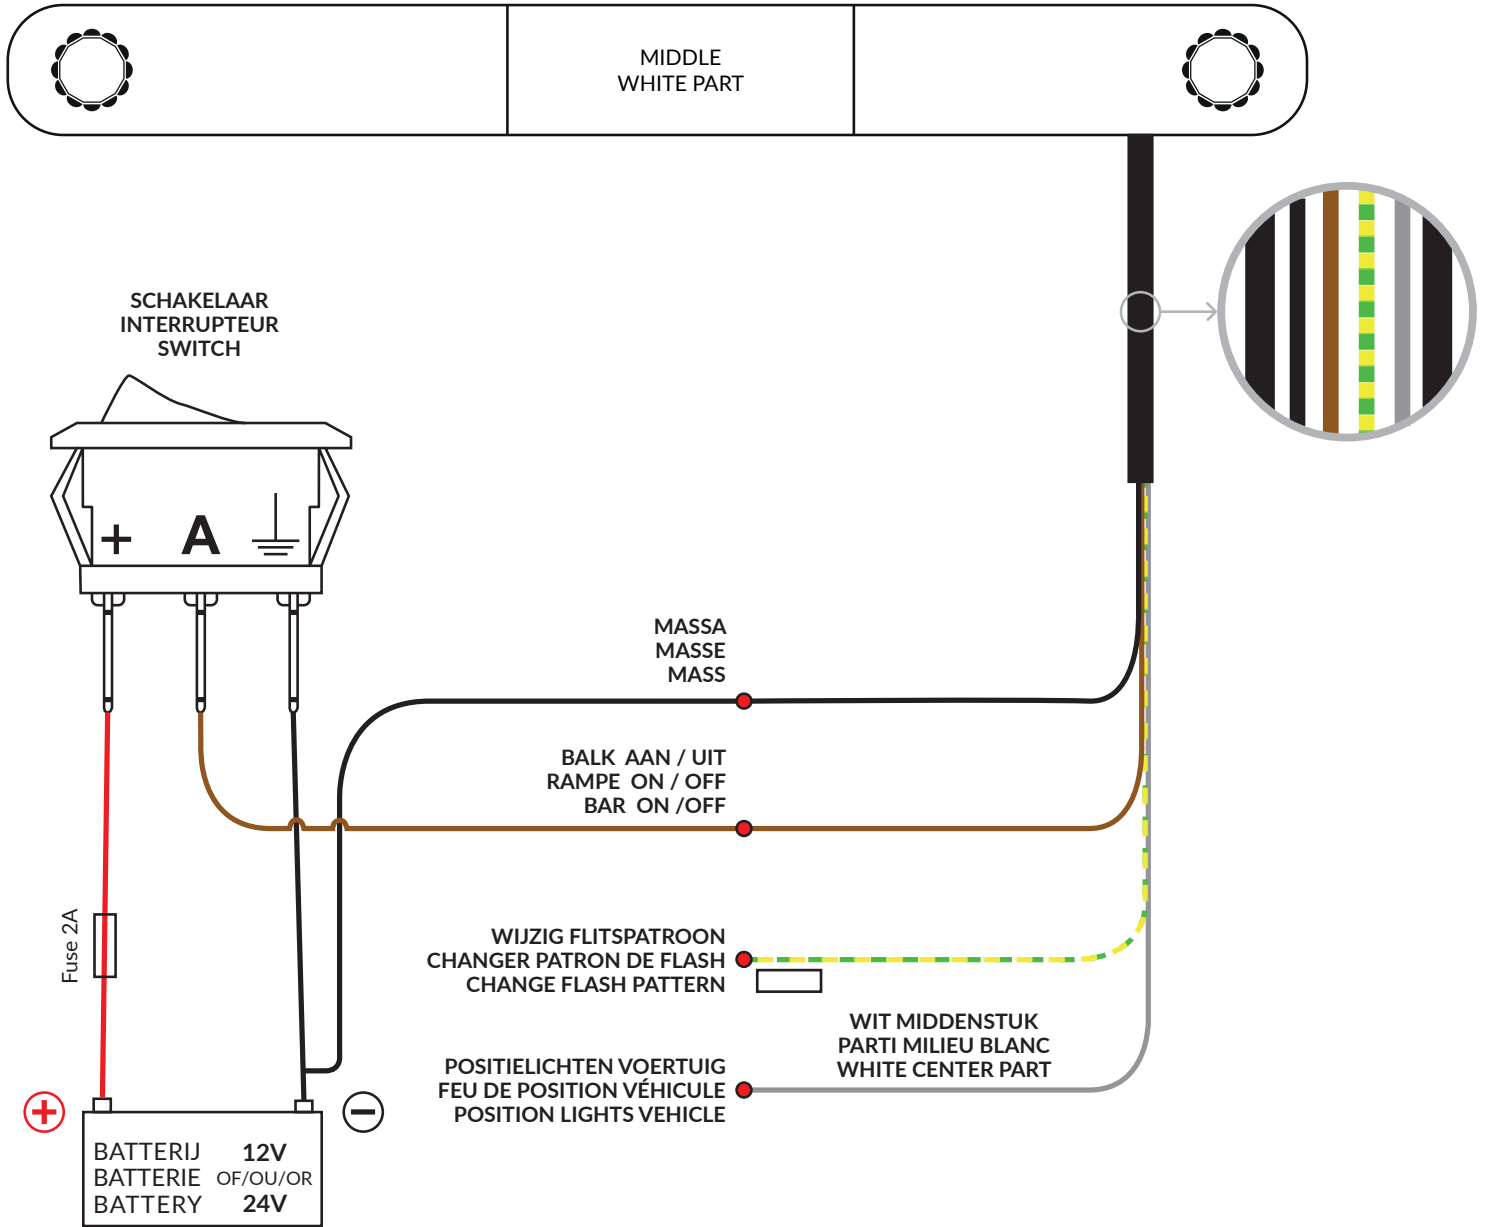 MIDDLE
WHITE PART
SCHAKELAAR
INTERRUPTEUR
SWITCH
+ A
MASSA
MASSE
MASS
BALK AAN / UIT
RAMPE ON / OFF
BAR ON /OFF
Fuse 2A
WIJZIG FLITSPATROON
CHANGER PATRON DE FLASH
CHANGE FLASH PATTERN
WIT MIDDENSTUK
PARTI MILIEU BLANC
WHITE CENTER PART
POSITIELICHTEN VOERTUIG
FEU DE POSITION VÉHICULE
POSITION LIGHTS VEHICLE
+ −
BATTERIJ 12V
BATTERIE OF/OU/OR
BATTERY 24V